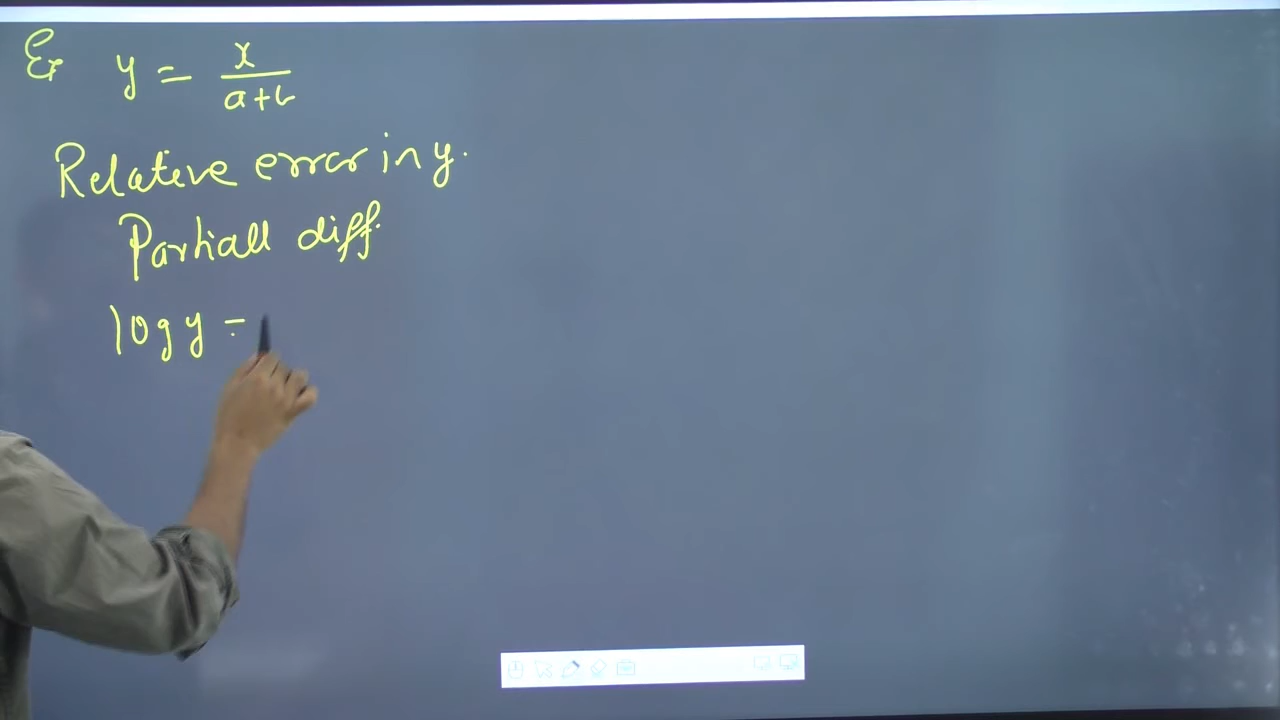 Ex y = x / a+b
Relative error in y.
Partiall diff.
log y =